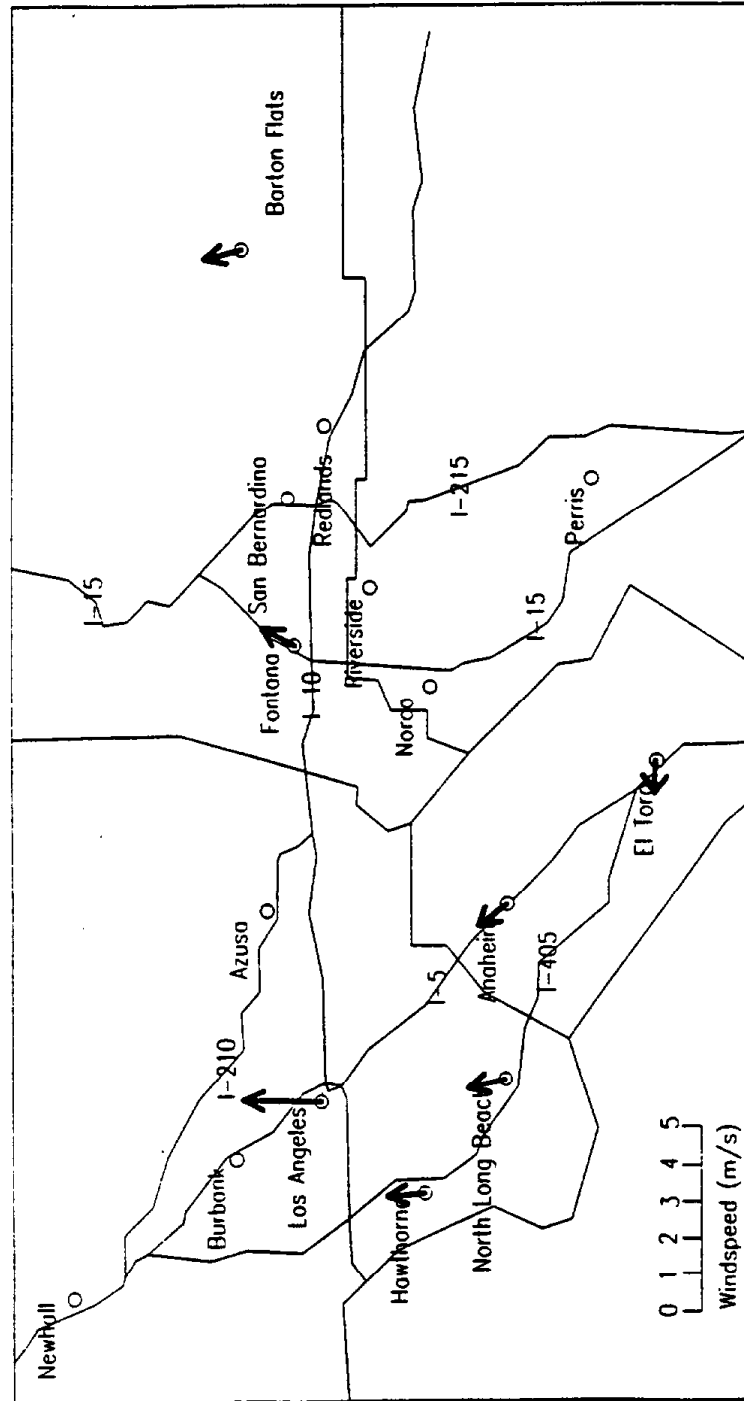 Newhall
I-15
I-210
Azusa
Barton Flats
Burbank
Fontana
San Bernardino
Los Angeles
I-10
Redlands
Riverside
Hawthorne
I-5
Norco
I-215
North Long Beach
Anaheim
I-405
I-15
Perris
El Toro
0 1 2 3 4 5
Windspeed (m/s)